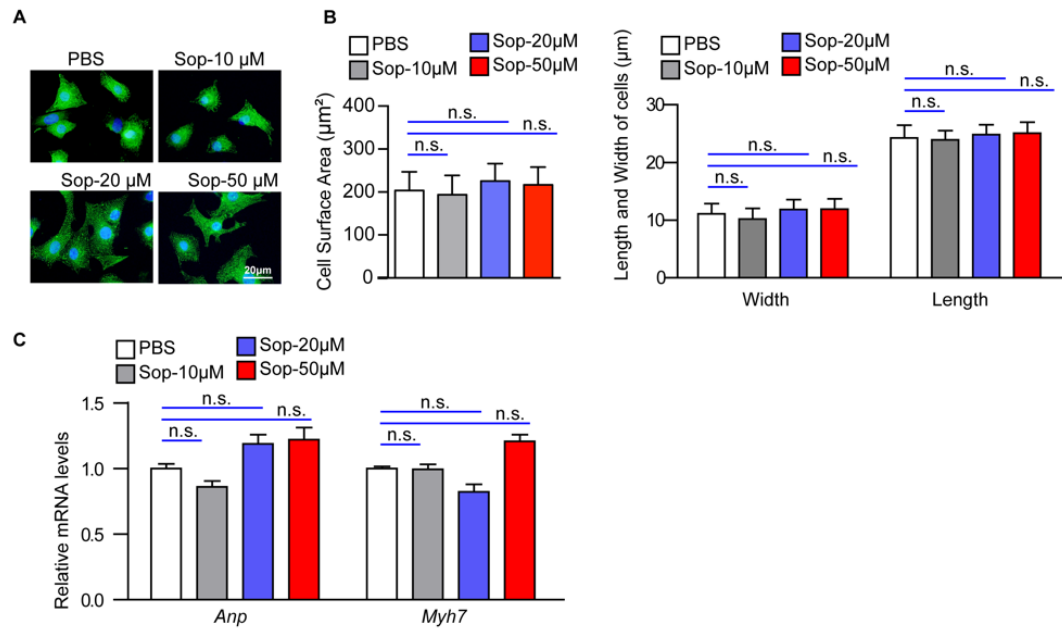 A
PBS
Sop-10 µM
Sop-20 µM
Sop-50 µM
20µm
B
PBS
Sop-20µM
Sop-10µM
Sop-50µM
Cell Surface Area (µm²)
400
300
200
100
0
n.s.
n.s.
n.s.
PBS
Sop-20µM
Sop-10µM
Sop-50µM
Length and Width of cells (µm)
30
20
10
0
n.s.
n.s.
n.s.
n.s.
n.s.
n.s.
Width
Length
C
PBS
Sop-20µM
Sop-10µM
Sop-50µM
Relative mRNA levels
1.5
1.0
0.5
0.0
n.s.
n.s.
n.s.
n.s.
n.s.
n.s.
Anp
Myh7